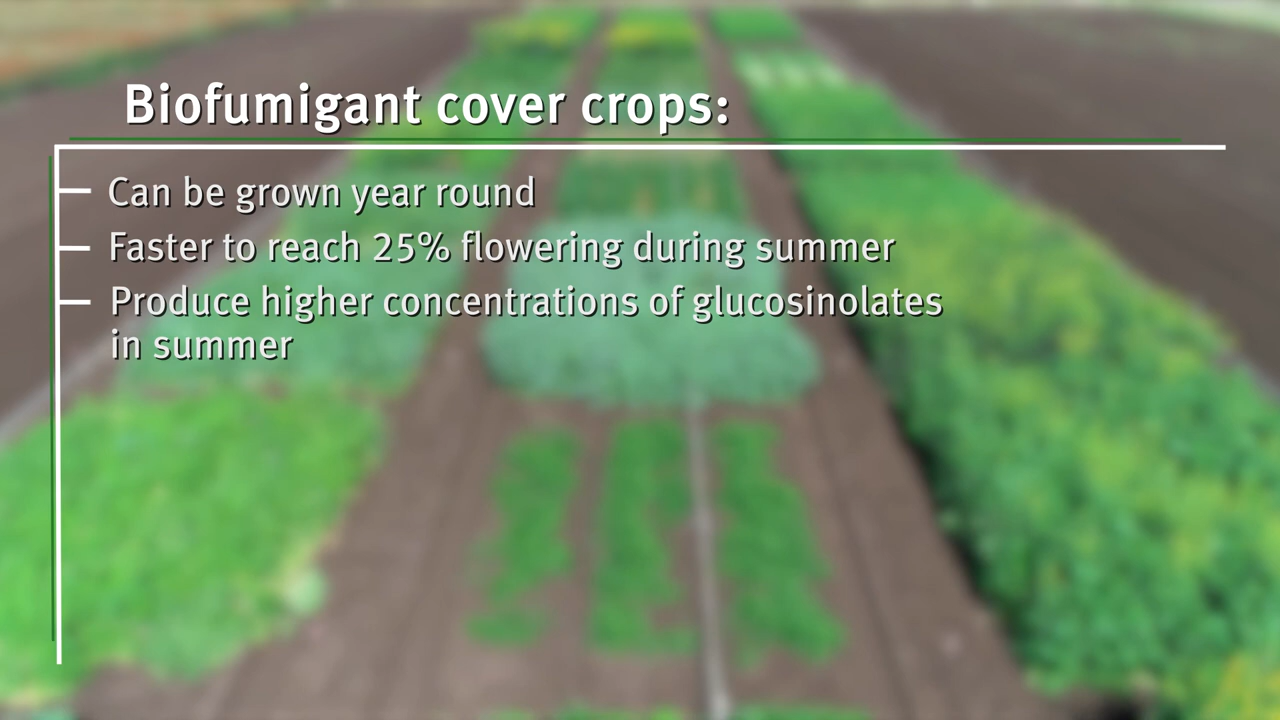 Biofumigant cover crops:
Can be grown year round
Faster to reach 25% flowering during summer
Produce higher concentrations of glucosinolates
in summer